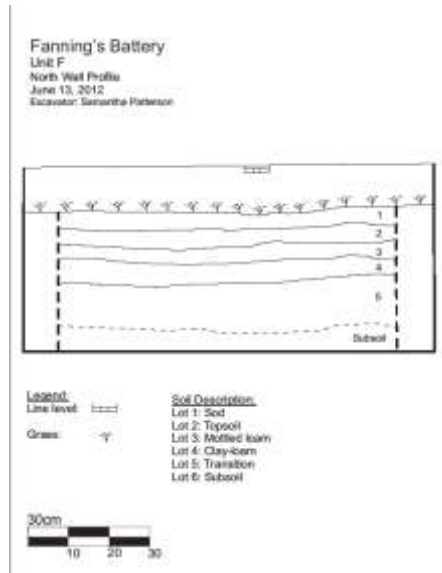 Fanning's Battery
Unit F
North Wall Profile
June 13, 2012
Excavator: Samantha Patterson
1
2
3
4
5
Subsoil
Legend:
Line level:
Grass:
Soil Description:
Lot 1: Sod
Lot 2: Topsoil
Lot 3: Mottled loam
Lot 4: Clay-loam
Lot 5: Transition
Lot 6: Subsoil
30cm
10 20 30